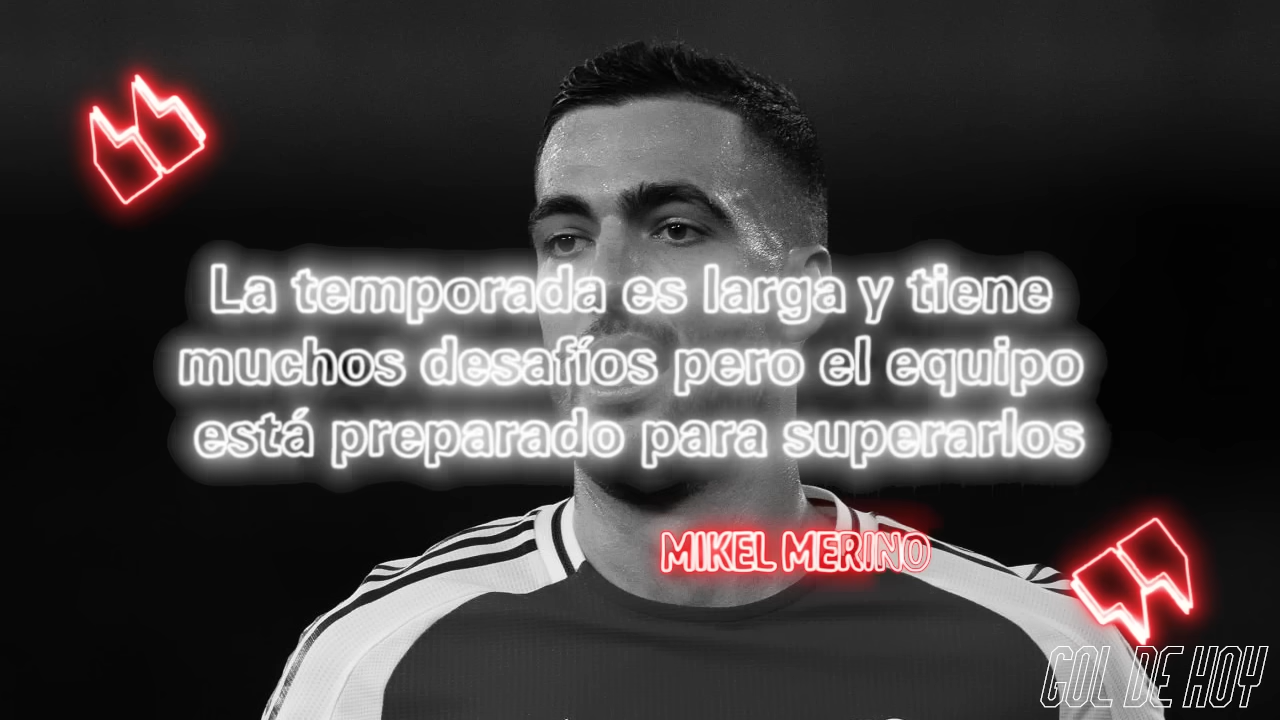 La temporada es larga y tiene
muchos desafíos pero el equipo
está preparado para superarlos
MIKEL MERINO
GOL DE HOY